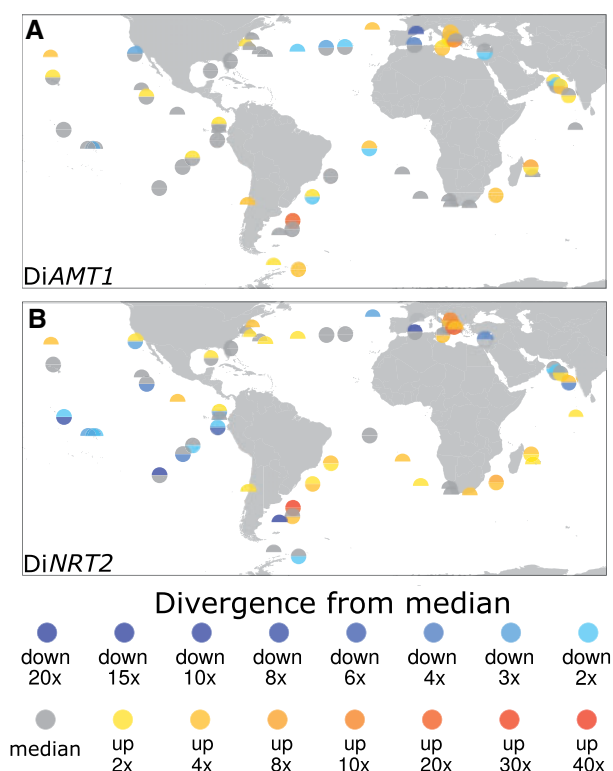 A
DiAMT1
B
DiNRT2
Divergence from median
down down down down down down down down
20x 15x 10x 8x 6x 4x 3x 2x
median up up up up up up up
2x 4x 8x 10x 20x 30x 40x